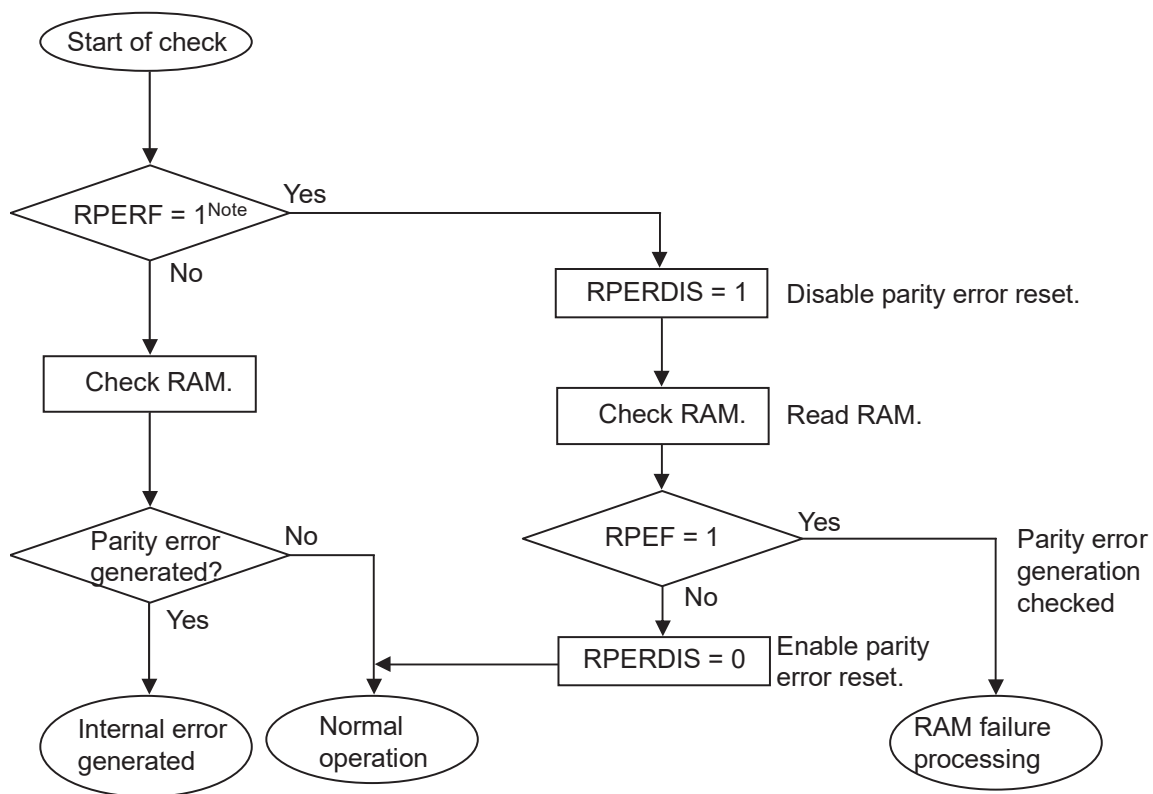 Start of check
RPERF = 1Note
Yes
No
RPERDIS = 1
Disable parity error reset.
Check RAM.
Check RAM.
Read RAM.
Parity error
generated?
No
Yes
RPEF = 1
Yes
No
Parity error
generation
checked
RPERDIS = 0
Enable parity
error reset.
Internal error
generated
Normal
operation
RAM failure
processing